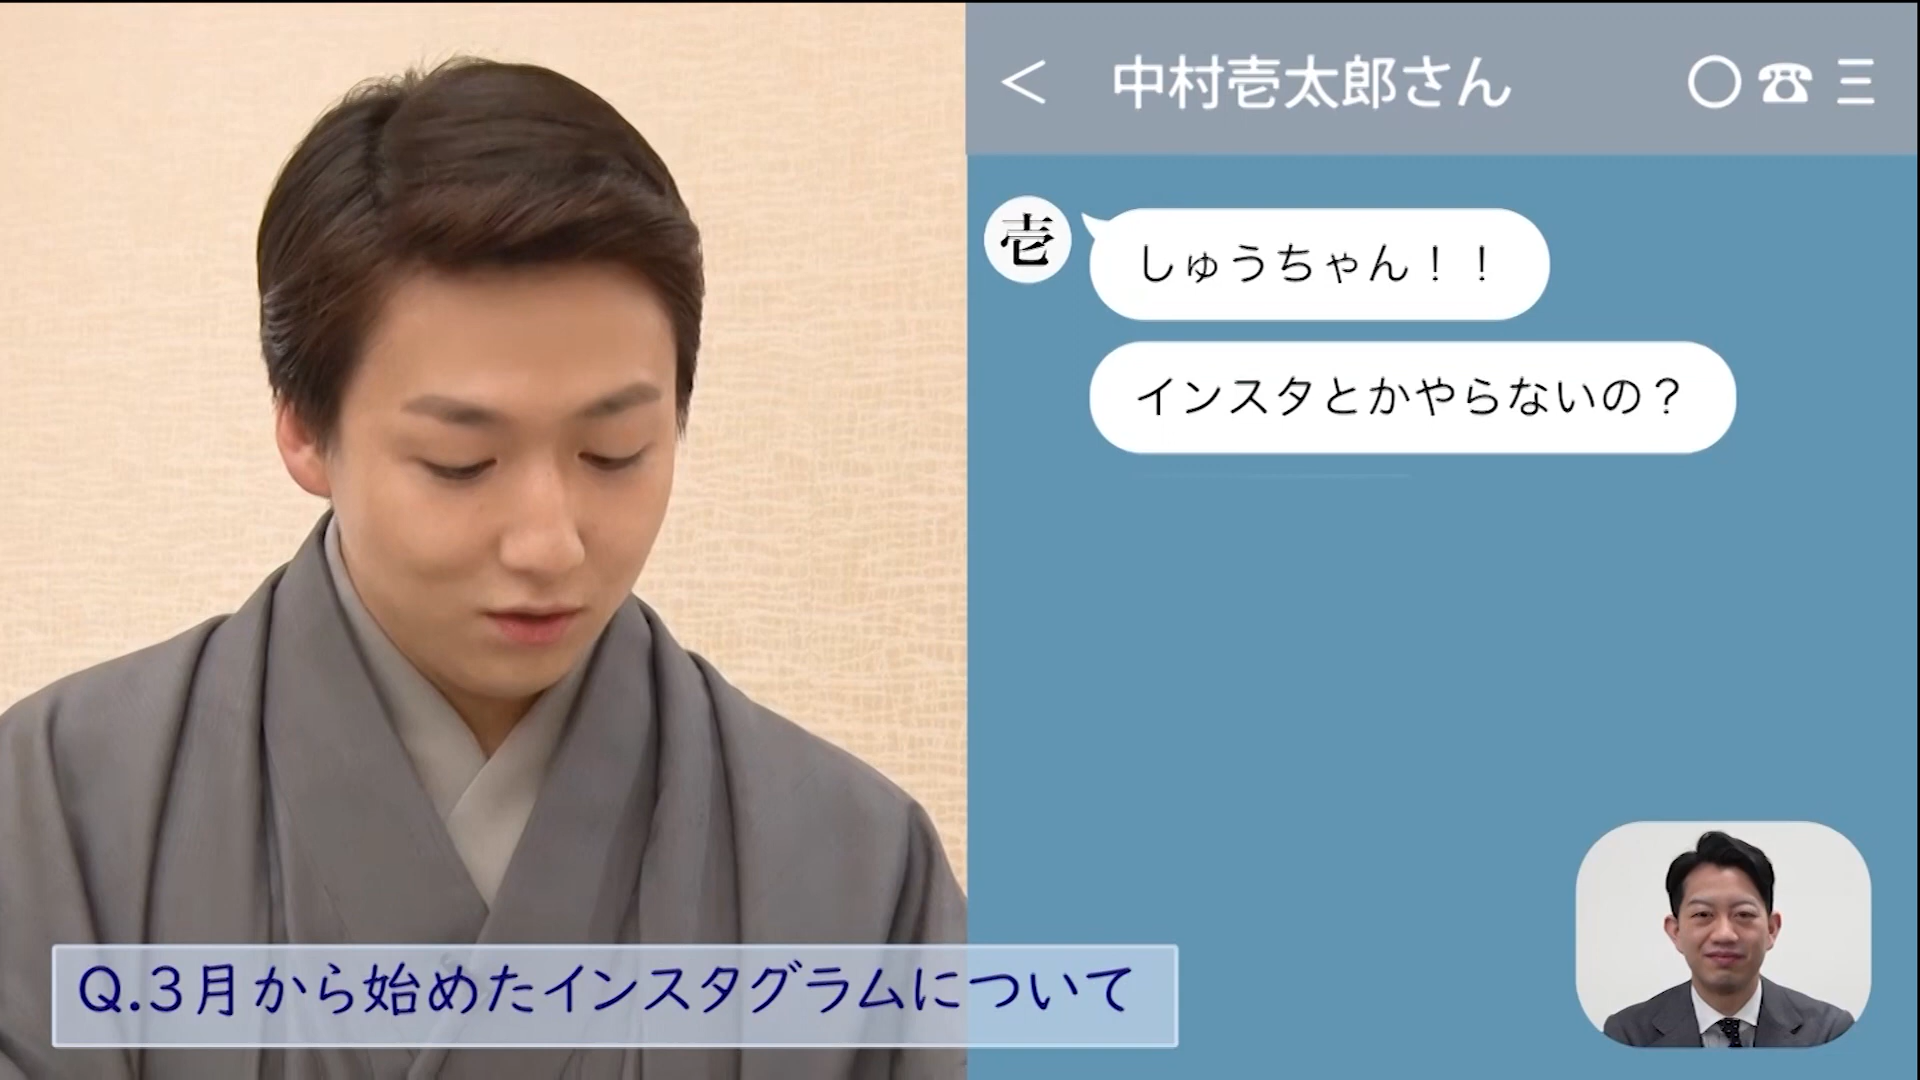 中村壱太郎さん
壱
しゅうちゃん！！
インスタとかやらないの？
Q.3月から始めたインスタグラムについて